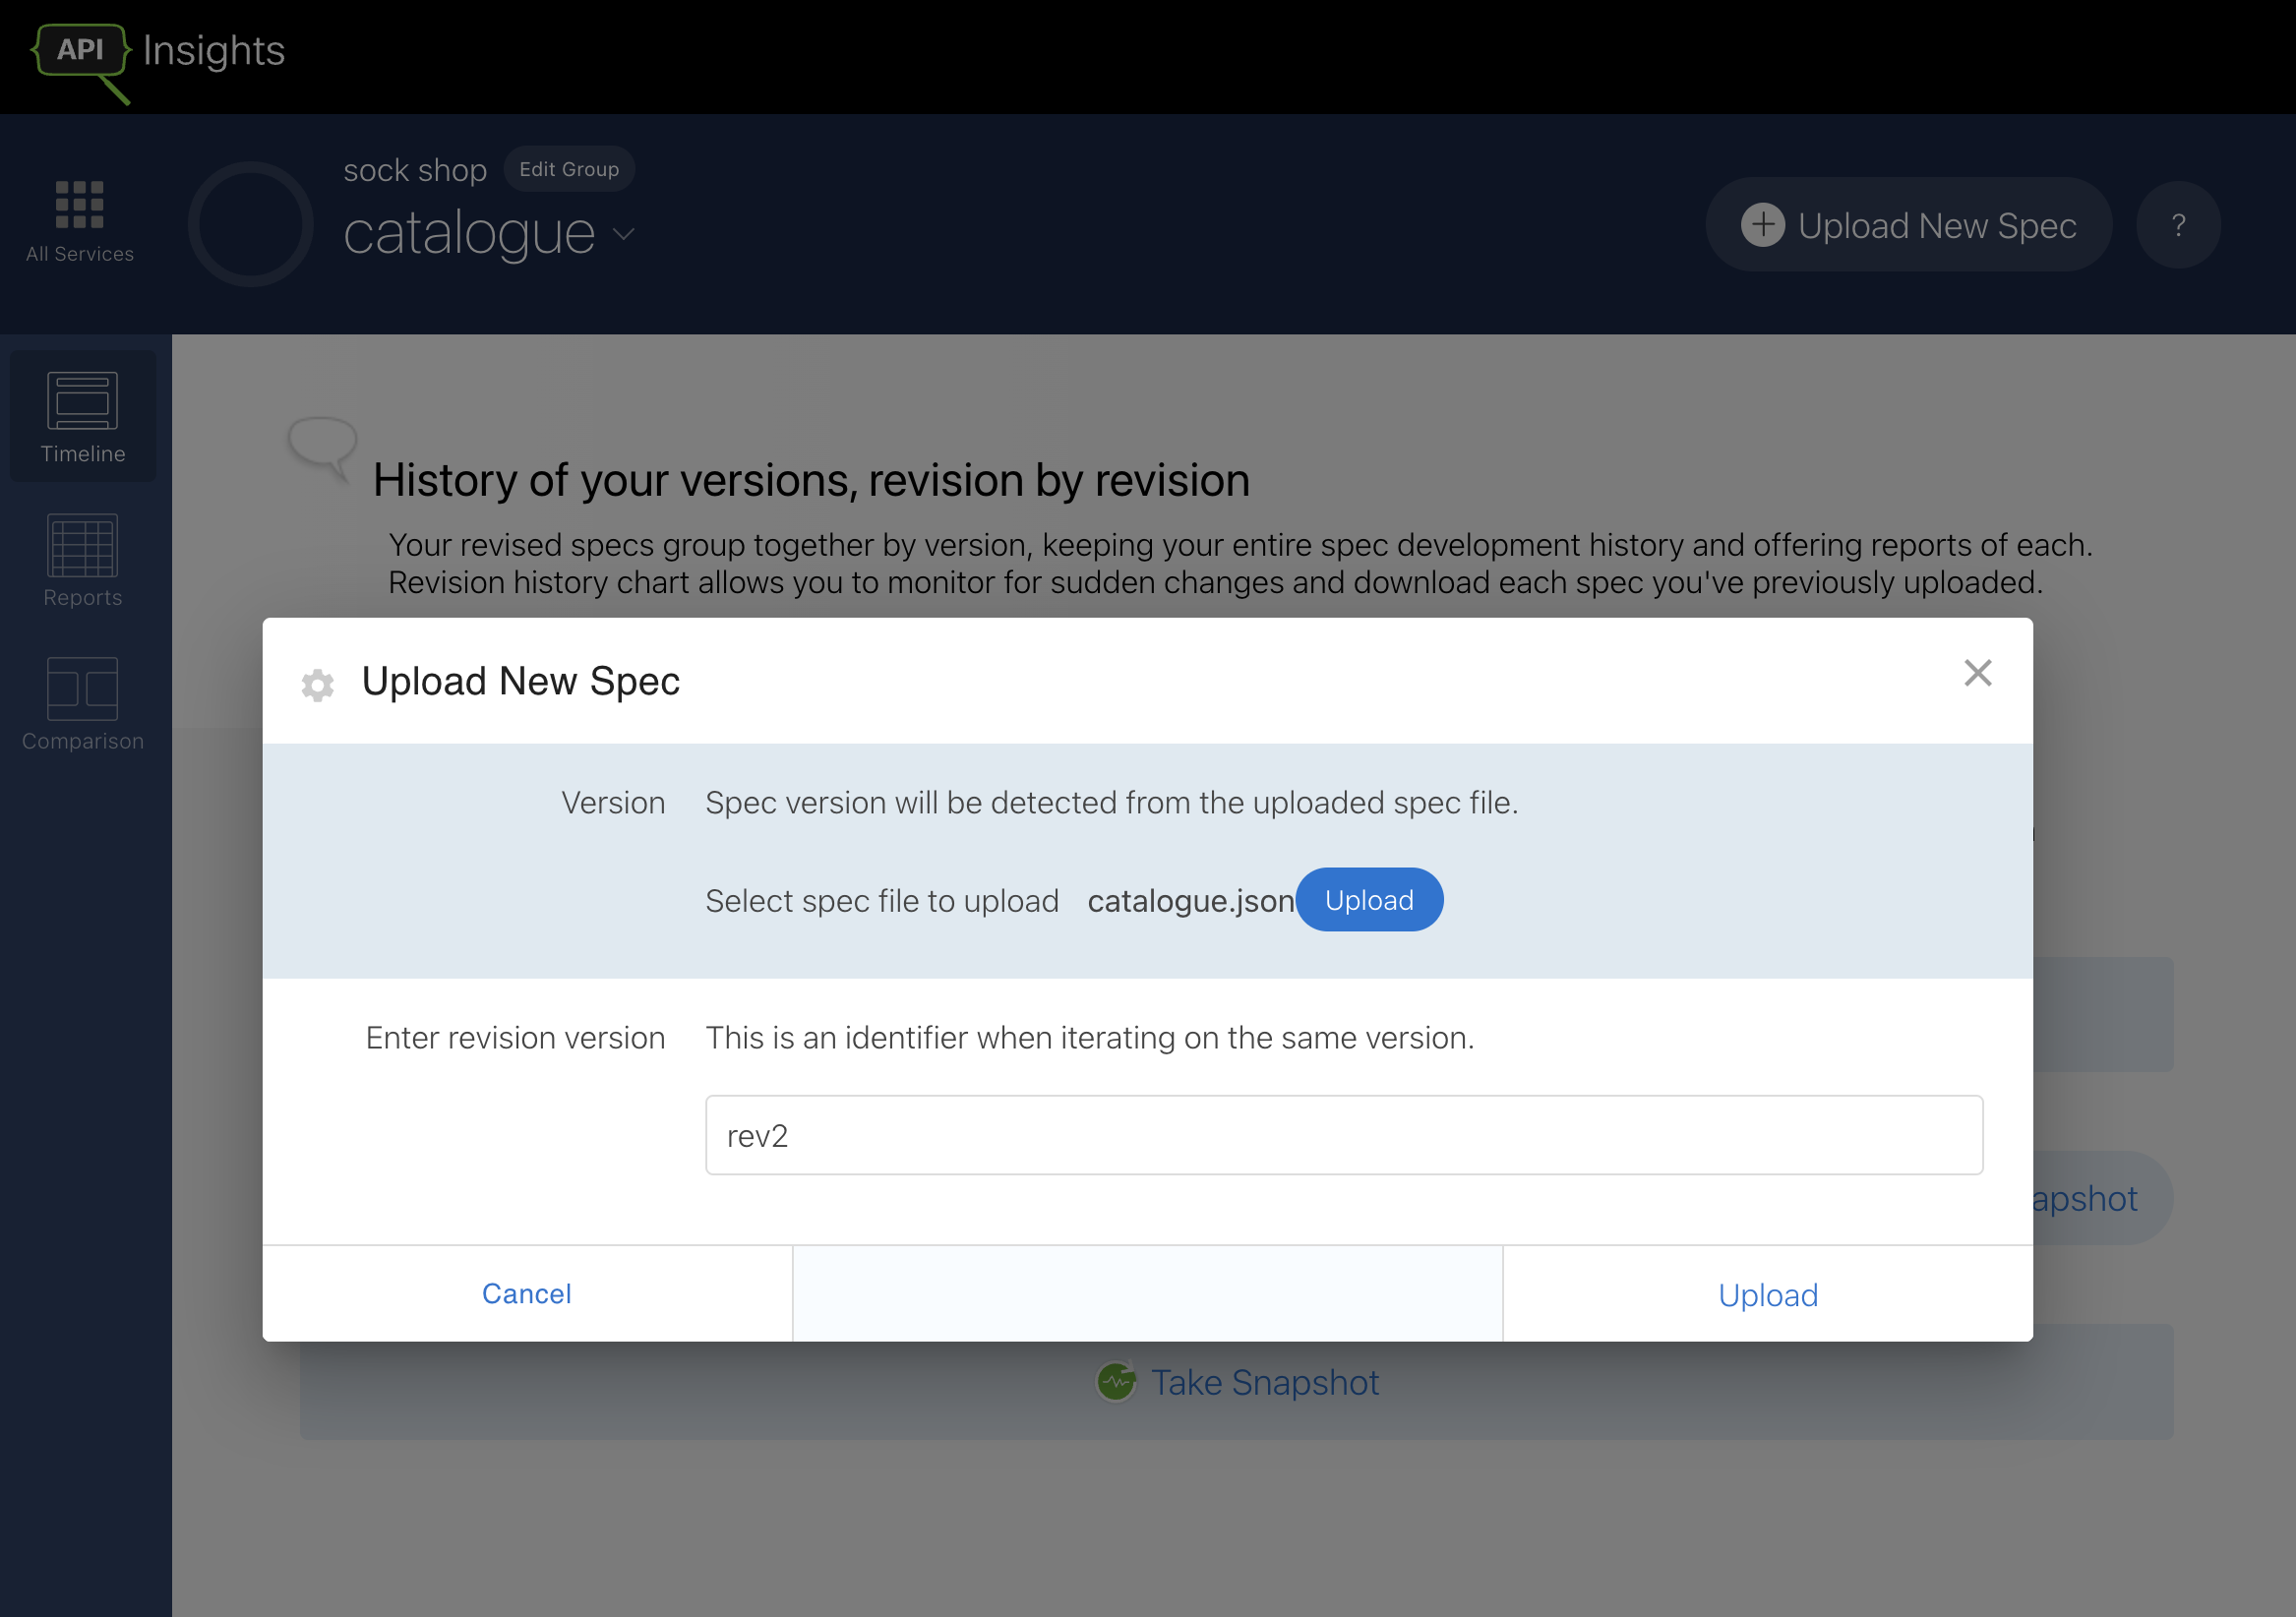 API Insights
All Services
sock shop Edit Group
catalogue
Upload New Spec
?
Timeline
Reports
Comparison
History of your versions, revision by revision
Your revised specs group together by version, keeping your entire spec development history and offering reports of each.
Revision history chart allows you to monitor for sudden changes and download each spec you've previously uploaded.
Upload New Spec
Version Spec version will be detected from the uploaded spec file.
Select spec file to upload catalogue.json Upload
Enter revision version This is an identifier when iterating on the same version.
rev2
apshot
Cancel Upload
Take Snapshot